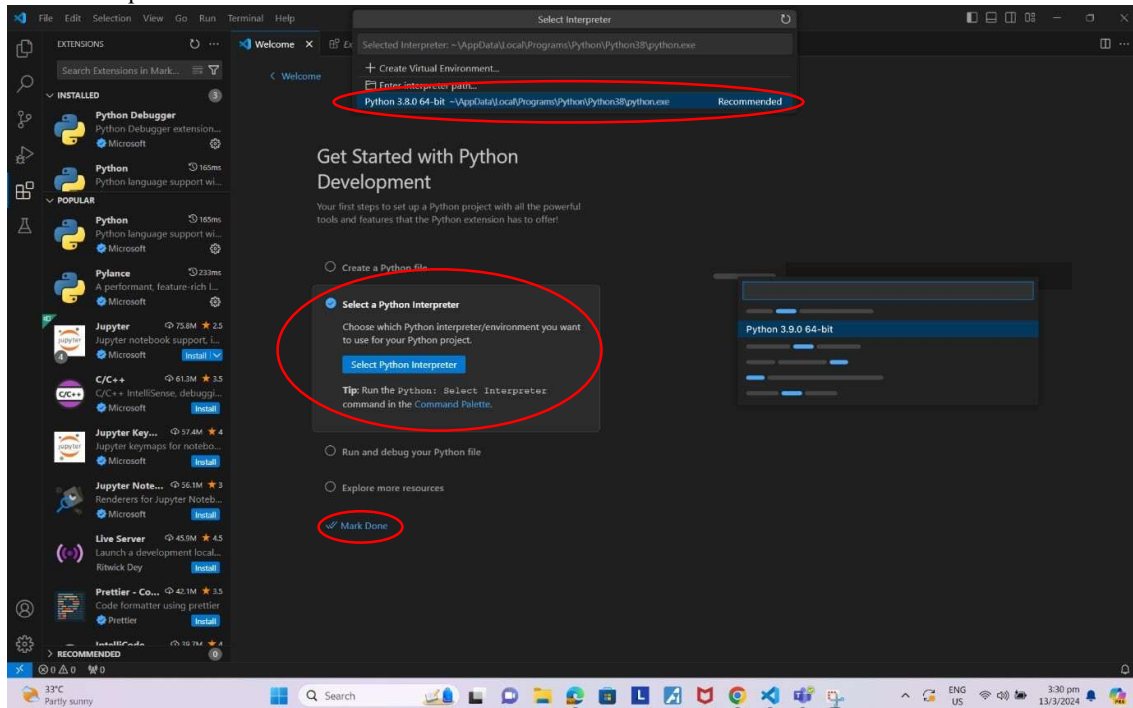 File Edit Selection View Go Run Terminal Help
Select Interpreter
EXTENSIONS
Search Extensions in Mark...
INSTALLED
3
Python Debugger
Python Debugger extension...
Microsoft
Python 165ms
Python language support wi...
POPULAR
Python 165ms
Python language support wi...
Microsoft
Pylance 233ms
A performant, feature-rich l...
Microsoft
Jupyter 75.8M 2.5
Jupyter notebook support, i...
4 Microsoft Install
C/C++ 61.3M 3.5
C/C++ IntelliSense, debuggi...
Microsoft Install
Jupyter Key... 57.4M 4
Jupyter keymaps for notebo...
Microsoft Install
Jupyter Note... 56.1M 3
Renderers for Jupyter Noteb...
Microsoft Install
Live Server 45.9M 4.5
Launch a development local...
Ritwick Dey Install
Prettier - Co... 42.1M 3.5
Code formatter using prettier
Prettier Install
IntelliCode 39.7M 4
RECOMMENDED 0
Welcome
Selected Interpreter: ~\AppData\Local\Programs\Python\Python38\python.exe
+ Create Virtual Environment...
Enter interpreter path...
Python 3.8.0 64-bit ~\AppData\Local\Programs\Python\Python38\python.exe Recommended
< Welcome
Get Started with Python
Development
Your first steps to set up a Python project with all the powerful
tools and features that the Python extension has to offer!
Create a Python file
Select a Python Interpreter
Choose which Python interpreter/environment you want
to use for your Python project.
Select Python Interpreter
Tip: Run the Python: Select Interpreter
command in the Command Palette.
Run and debug your Python file
Explore more resources
Mark Done
Python 3.9.0 64-bit
0 0 0
33°C
Partly sunny
Search
ENG
US
3:30 pm
13/3/2024